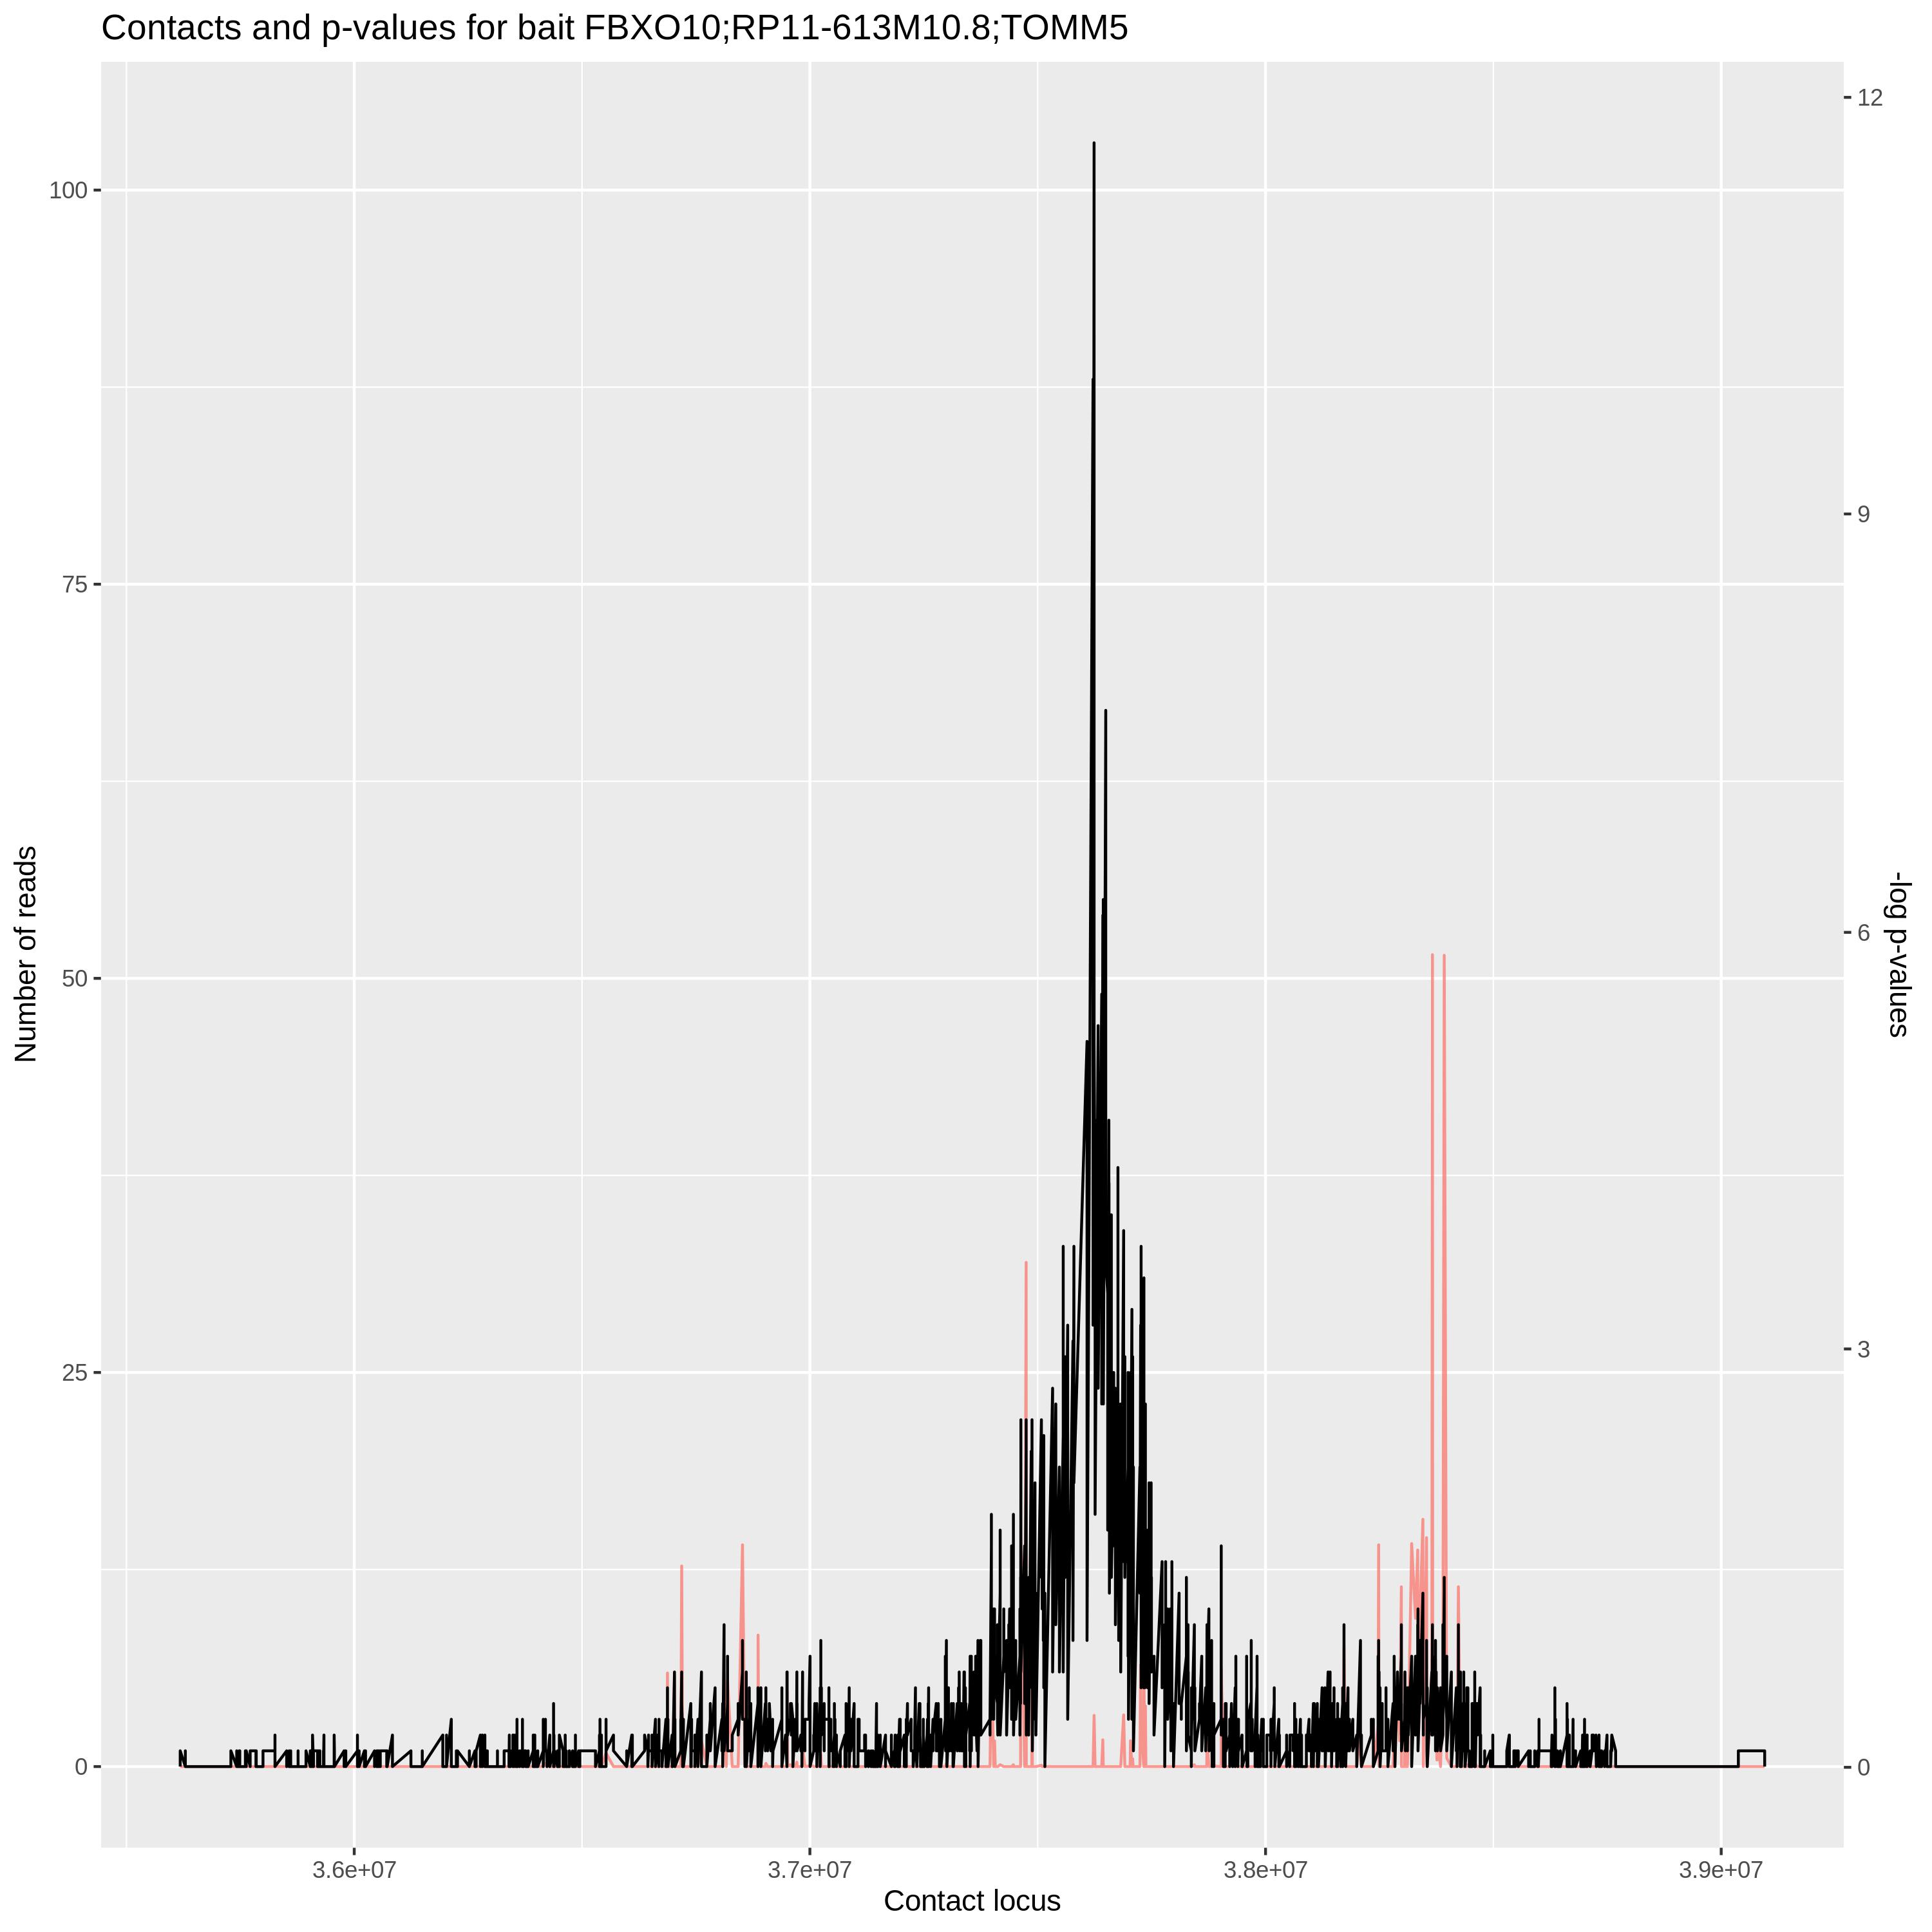 Contacts and p-values for bait FBXO10;RP11-613M10.8;TOMM5
12
100
9
75
Number of reads
-log p-values
6
50
3
25
0
0
3.6e+07
3.7e+07
3.8e+07
3.9e+07
Contact locus